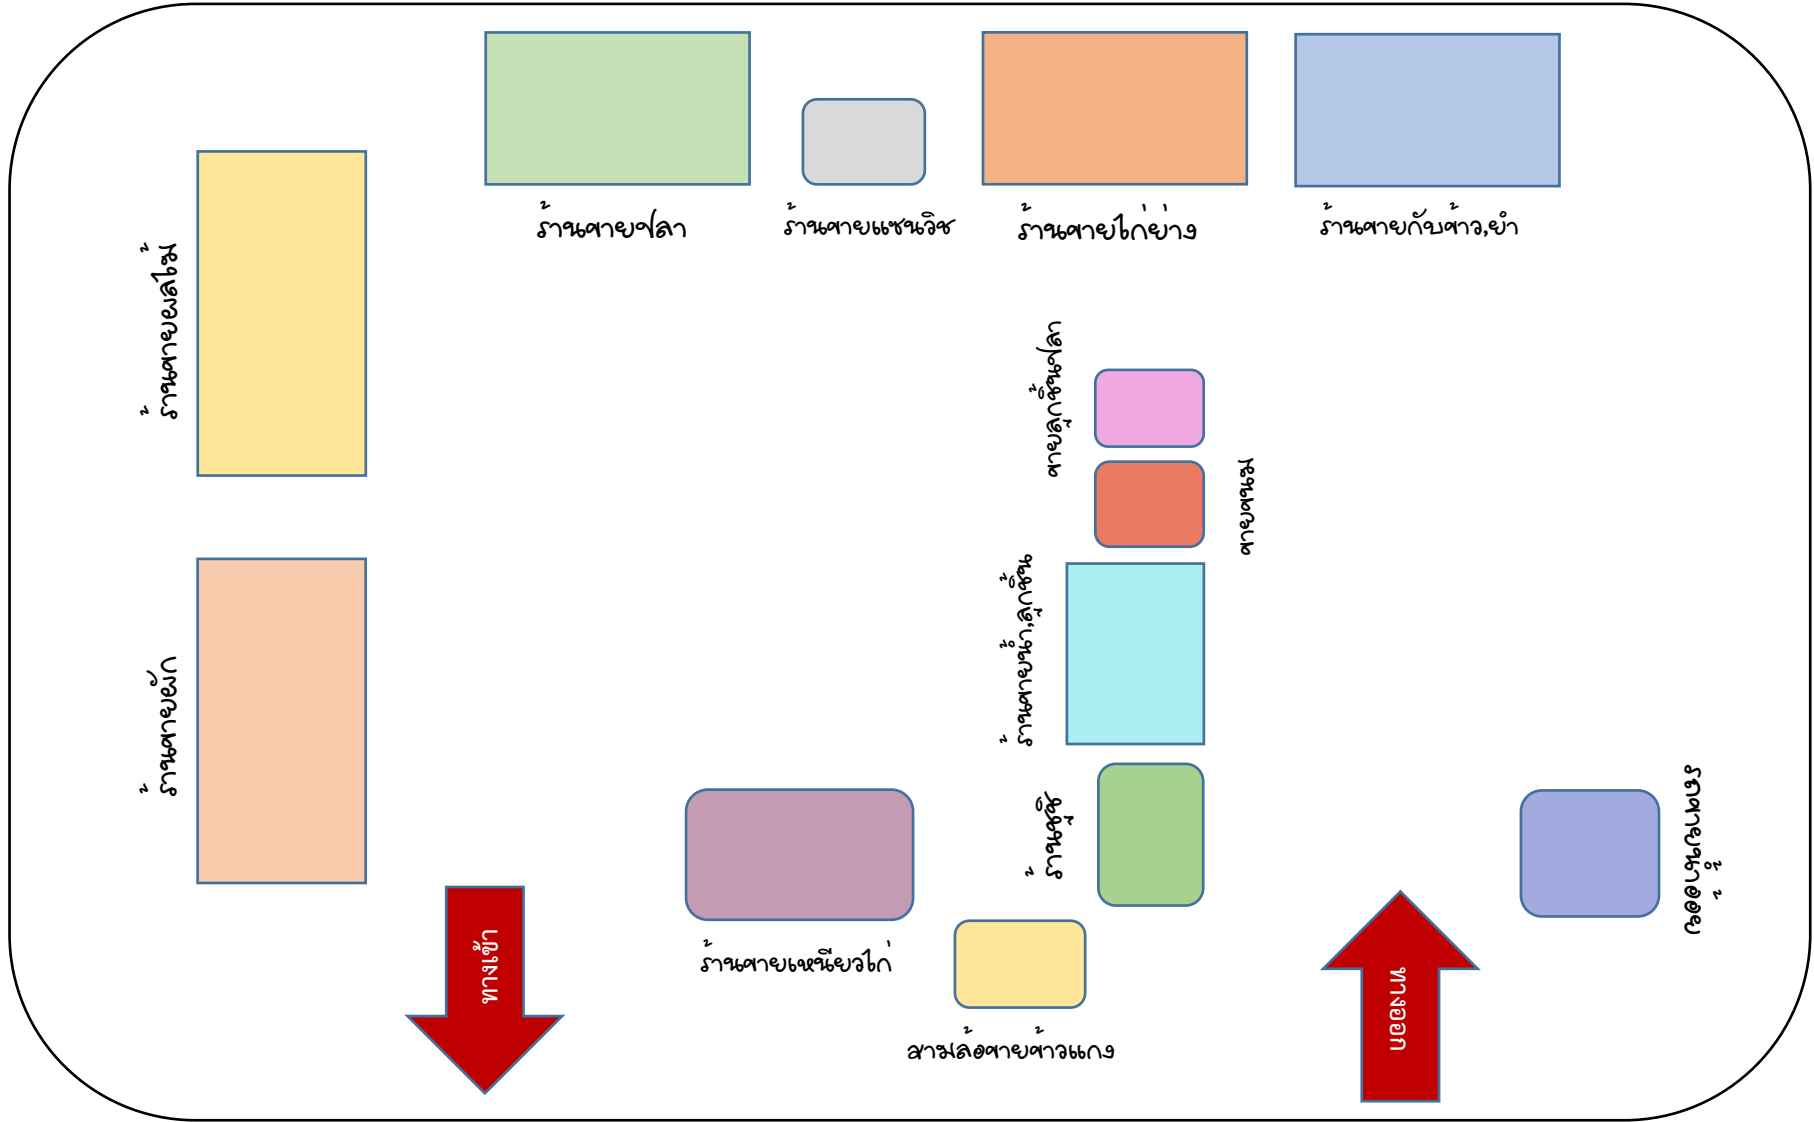 ร้านขายปลา
ร้านขายแซนวิช
ร้านขายไก่ย่าง
ร้านขายกับข้าว,ยำ
ร้านขายผลไม้
ขายลูกชิ้นปลา
ขายขนม
ร้านขายน้ำ,ลูกชิ้น
ร้านขายผัก
ร้านซูชิ
รถขายน้ำอ้อย
ร้านขายเหนียวไก่
สามล้อขายข้าวแกง
ทางเข้า
ทางออก